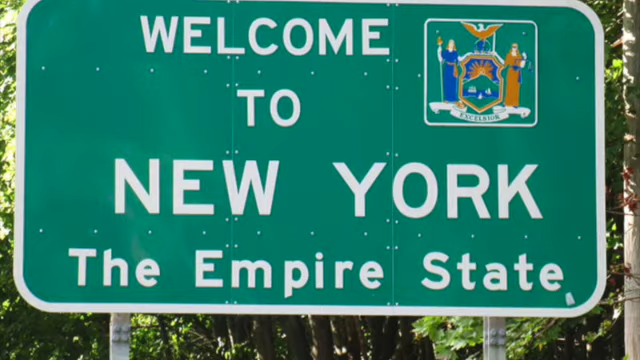 WELCOME
EXCELSIOR
TO
NEW YORK
The Empire State